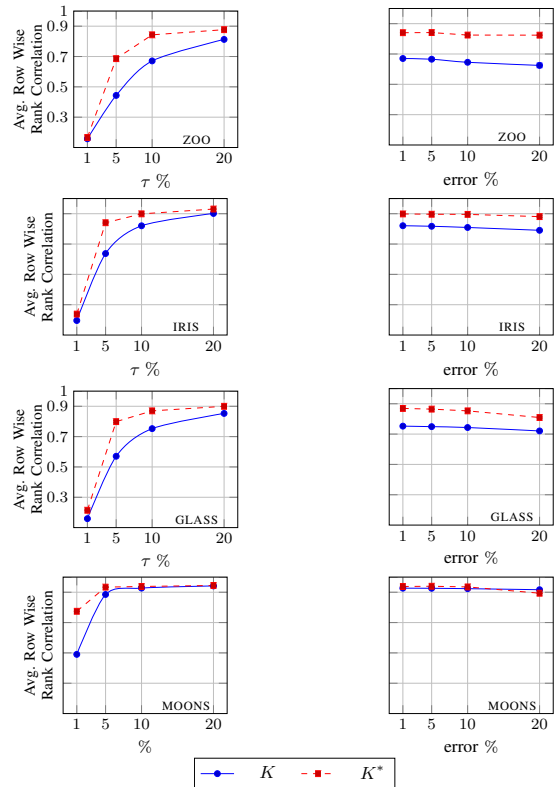 1
0.9
0.7
0.5
0.3
Avg. Row Wise
Rank Correlation
ZOO
1 5 10 20
τ %
ZOO
1 5 10 20
error %
Avg. Row Wise
Rank Correlation
IRIS
1 5 10 20
τ %
IRIS
1 5 10 20
error %
1
0.9
0.7
0.5
0.3
Avg. Row Wise
Rank Correlation
GLASS
1 5 10 20
τ %
GLASS
1 5 10 20
error %
Avg. Row Wise
Rank Correlation
MOONS
1 5 10 20
%
MOONS
1 5 10 20
error %
K K*